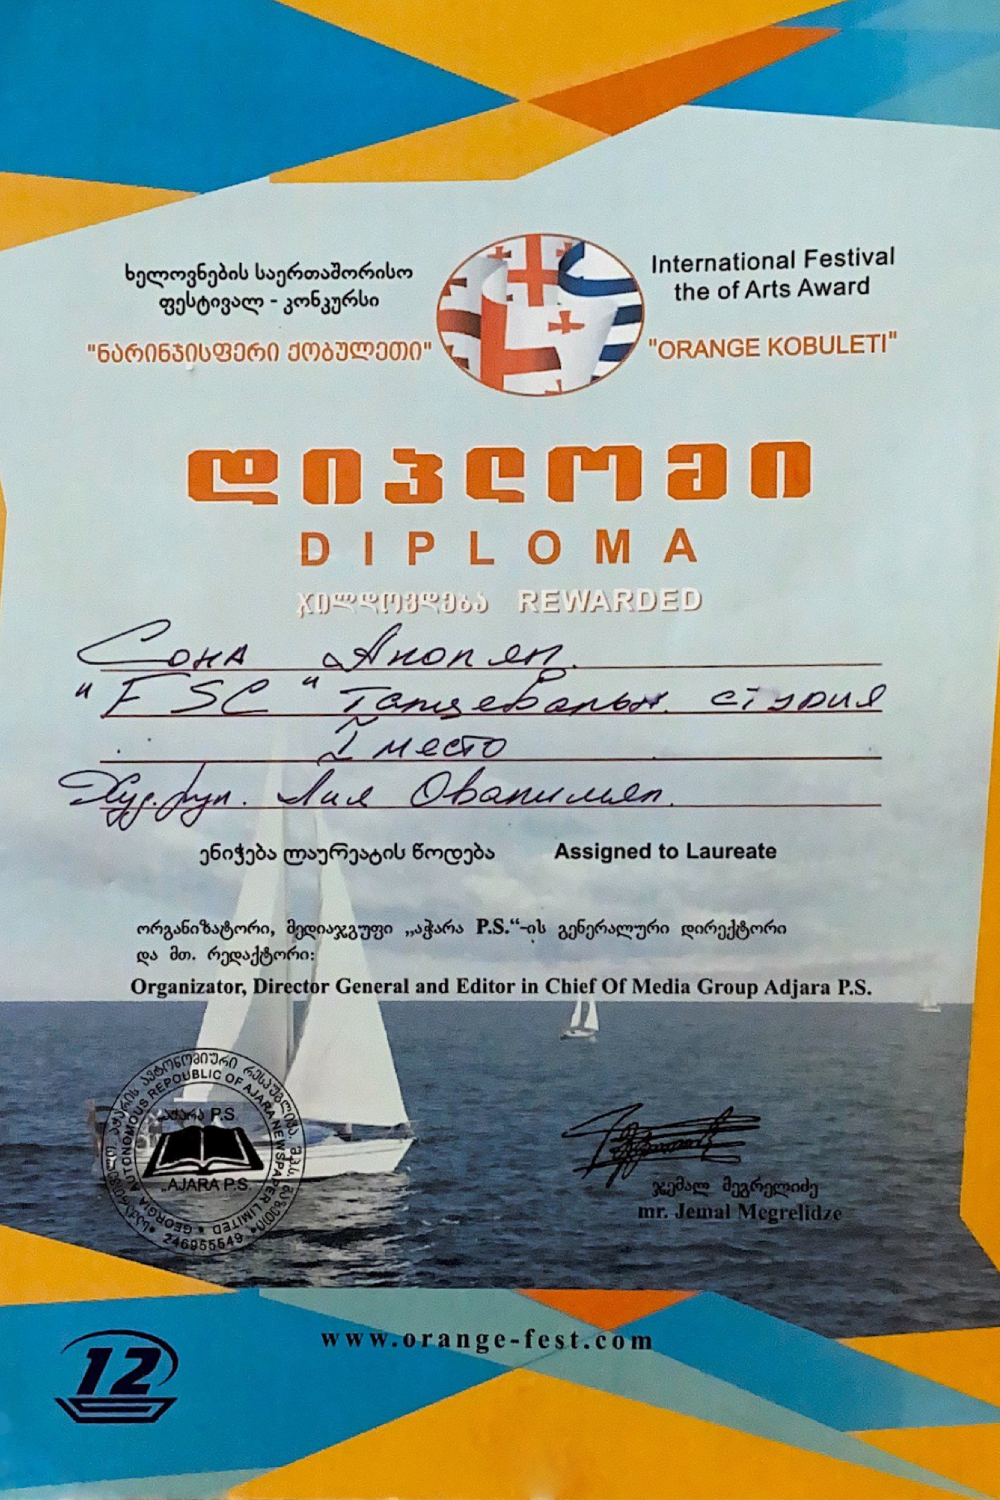 ხელოვნების საერთაშორისო
ფესტივალ - კონკურსი
"ნარინჯისფერი ქობულეთი"
International Festival
the of Arts Award
"ORANGE KOBULETI"
დიპლომი
DIPLOMA
ჯილდოვდება REWARDED
Сона Анопян.
"FSC" Танцевальн. студия
I место
Худ. рук. Лия
ენიჭება ლაურეატის წოდება Assigned to Laureate
ორგანიზატორი, მედიაჯგუფი „აჭარა P.S.“-ის გენერალური დირექტორი
და მთ. რედაქტორი:
Organizator, Director General and Editor in Chief Of Media Group Adjara P.S.
GEORGIA AUTONOMOUS REPOUBLIC OF AJARA NEWSPAPER LIMITED
აჭარა P.S.
„AJARA P.S.
246955549
ჯემალ მეგრელიძე
mr. Jemal Megrelidze
www.orange-fest.com
12